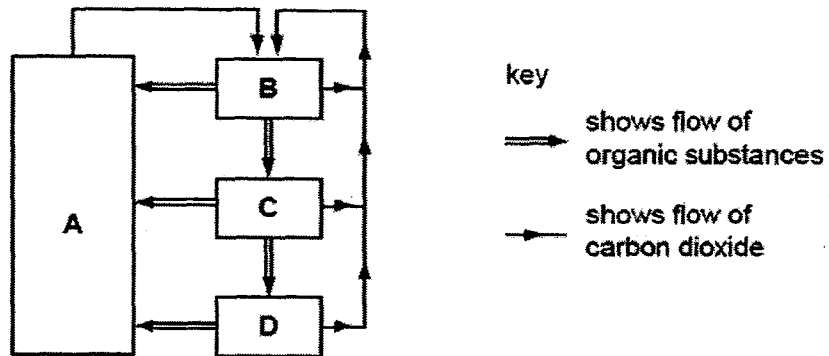 A
B
C
D
key
shows flow of
organic substances
shows flow of
carbon dioxide